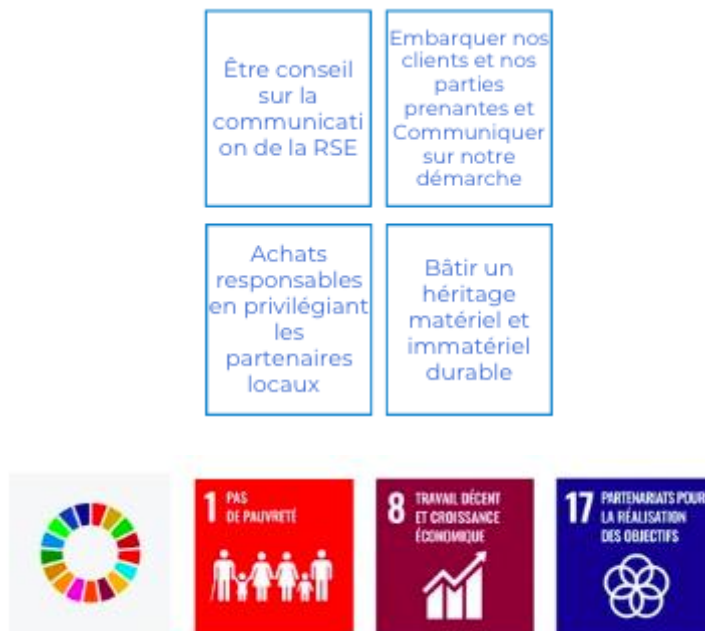 Être conseil
sur la
communicati
on de la RSE
Embarquer nos
clients et nos
parties
prenantes et
Communiquer
sur notre
démarche
Achats
responsables
en privilégiant
les
partenaires
locaux
Bâtir un
héritage
matériel et
immatériel
durable
1 PAS
DE PAUVRETÉ
8 TRAVAIL DÉCENT
ET CROISSANCE
ÉCONOMIQUE
17 PARTENARIATS POUR
LA RÉALISATION
DES OBJECTIFS